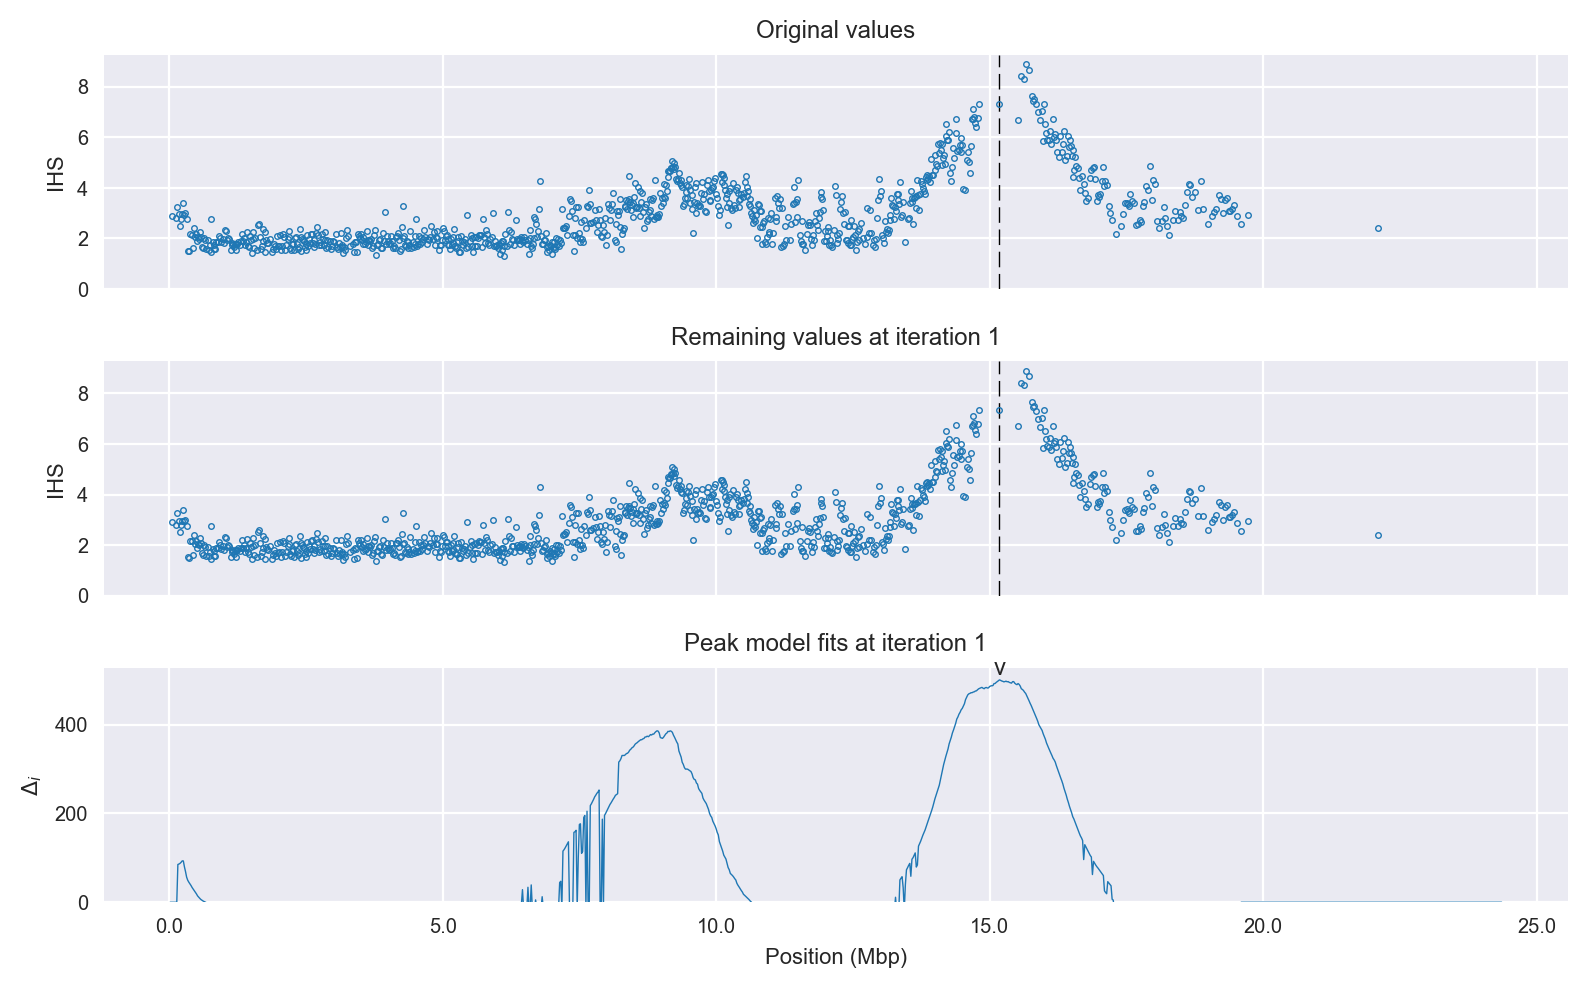 Original values
IHS
8
6
4
2
0
Remaining values at iteration 1
IHS
8
6
4
2
0
Peak model fits at iteration 1
v
Δi
400
200
0
0.0 5.0 10.0 15.0 20.0 25.0
Position (Mbp)